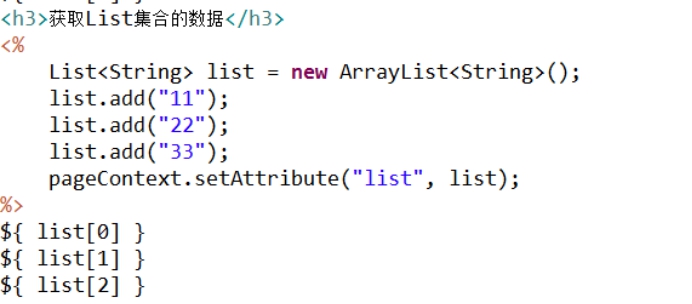 <h3>获取List集合的数据</h3>
<%
List<String> list = new ArrayList<String>();
list.add("11");
list.add("22");
list.add("33");
pageContext.setAttribute("list", list);
%>
${ list[0] }
${ list[1] }
${ list[2] }